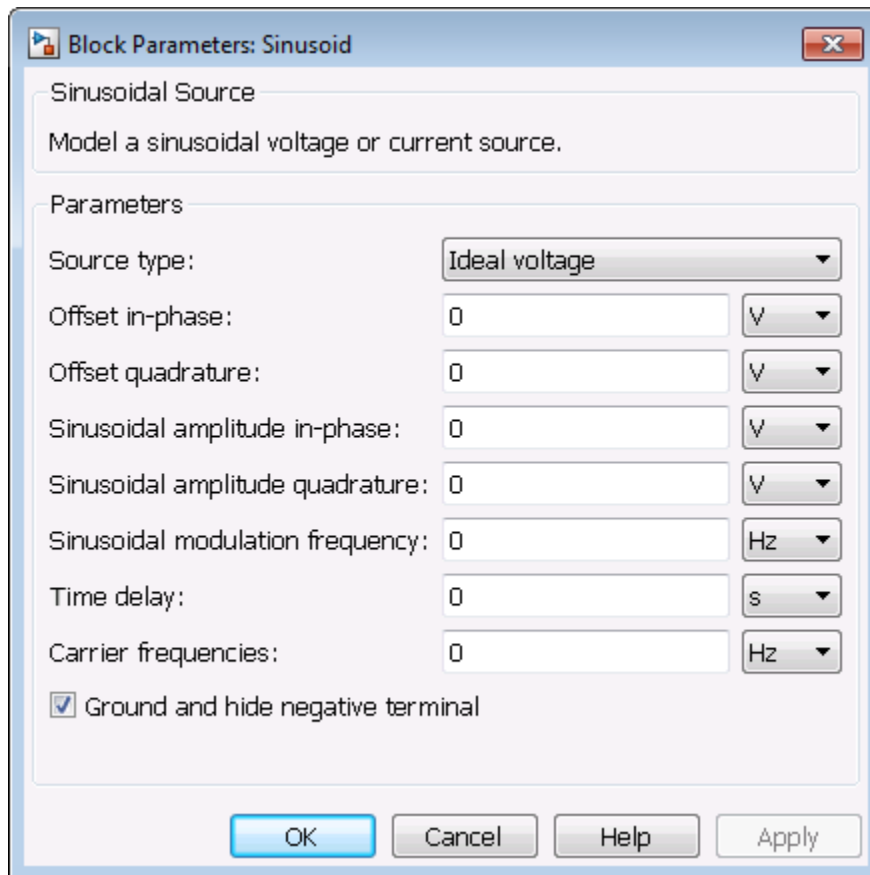 Block Parameters: Sinusoid
Sinusoidal Source
Model a sinusoidal voltage or current source.
Parameters
Source type: Ideal voltage
Offset in-phase: 0 V
Offset quadrature: 0 V
Sinusoidal amplitude in-phase: 0 V
Sinusoidal amplitude quadrature: 0 V
Sinusoidal modulation frequency: 0 Hz
Time delay: 0 s
Carrier frequencies: 0 Hz
Ground and hide negative terminal
OK Cancel Help Apply